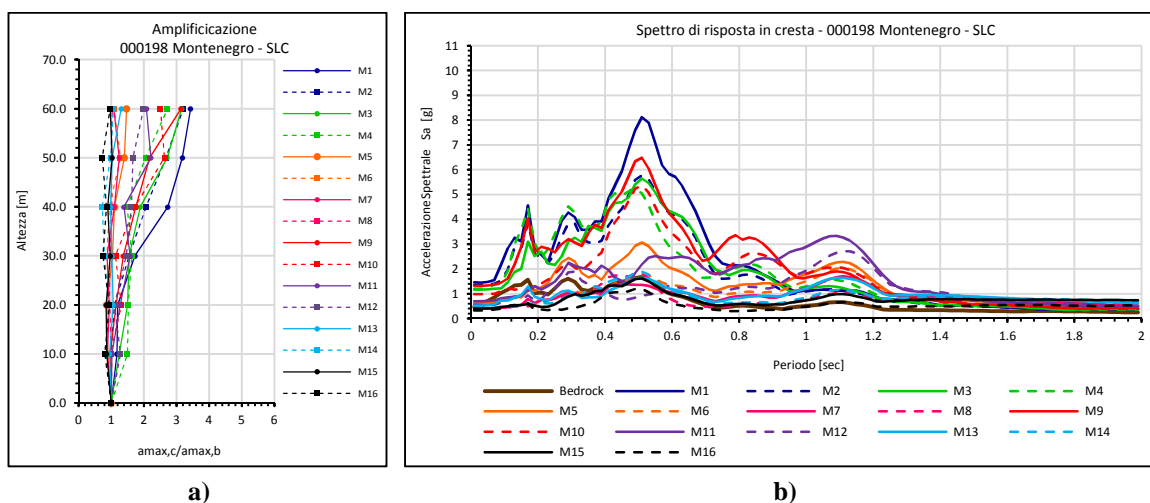 Amplificicazione
000198 Montenegro - SLC
70.0
60.0
50.0
40.0
30.0
20.0
10.0
0.0
Altezza [m]
0 1 2 3 4 5 6
amax,c/amax,b
M1
M2
M3
M4
M5
M6
M7
M8
M9
M10
M11
M12
M13
M14
M15
M16
a)
Spettro di risposta in cresta - 000198 Montenegro - SLC
11
10
9
8
7
6
5
4
3
2
1
0
Accelerazione Spettrale Sa [g]
0 0.2 0.4 0.6 0.8 1 1.2 1.4 1.6 1.8 2
Periodo [sec]
Bedrock M1 M2 M3 M4
M5 M6 M7 M8 M9
M10 M11 M12 M13 M14
M15 M16
b)